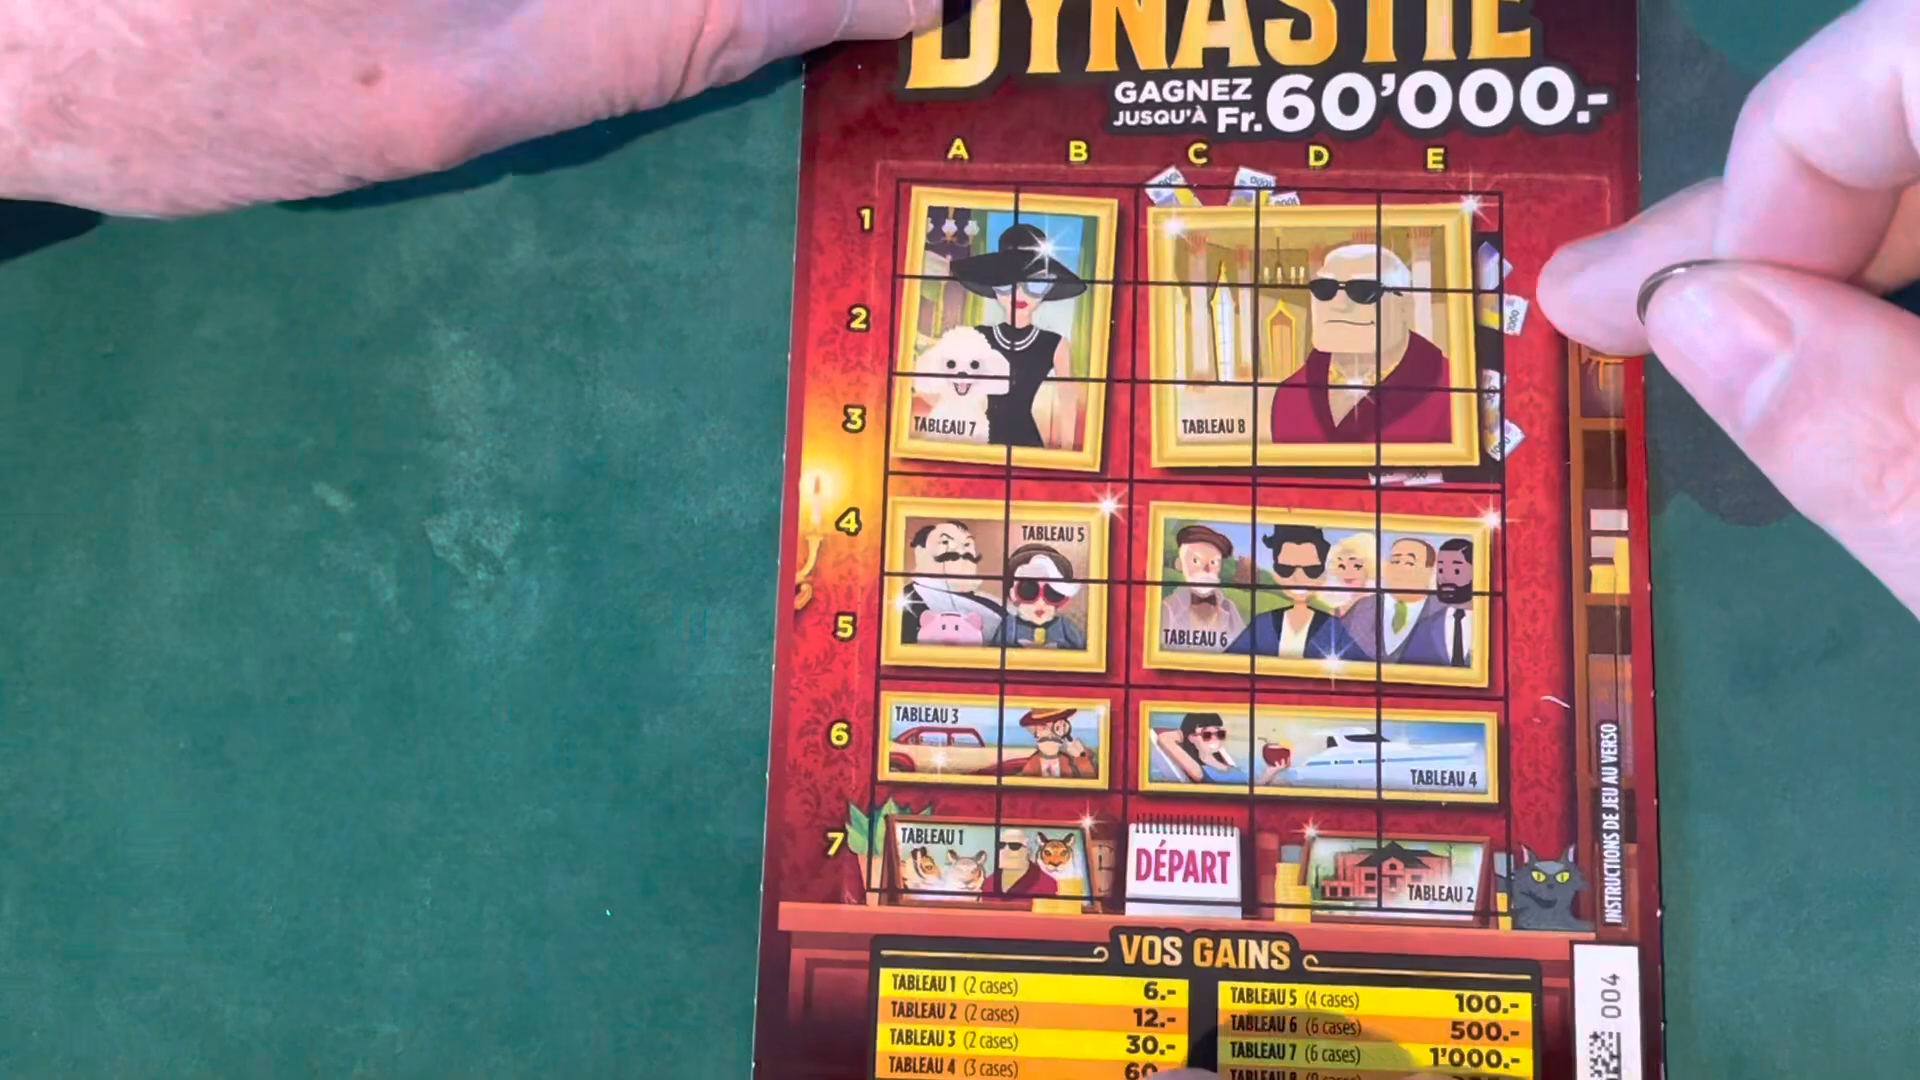 DYNASTIE
GAGNEZ
JUSQU'À Fr. 60'000.-
A B C D E
1
2
3
TABLEAU 7
TABLEAU 8
4
TABLEAU 5
5
TABLEAU 6
6
TABLEAU 3
TABLEAU 4
7
TABLEAU 1
DÉPART
TABLEAU 2
INSTRUCTIONS DE JEU AU VERSO
VOS GAINS
TABLEAU 1 (2 cases) 6.-
TABLEAU 2 (2 cases) 12.-
TABLEAU 3 (2 cases) 30.-
TABLEAU 4 (3 cases)
TABLEAU 5 (4 cases) 100.-
TABLEAU 6 (6 cases) 500.-
TABLEAU 7 (6 cases) 1'000.-
004